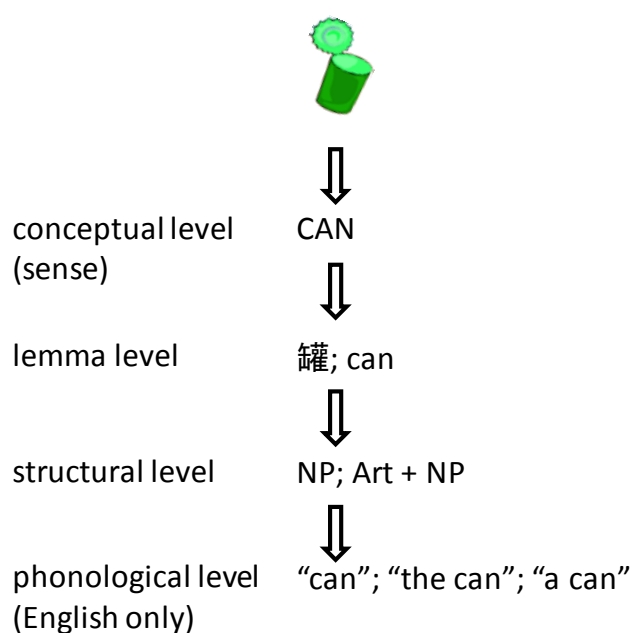 conceptual level CAN
(sense)
lemma level 罐; can
structural level NP; Art + NP
phonological level “can”; “the can”; “a can”
(English only)